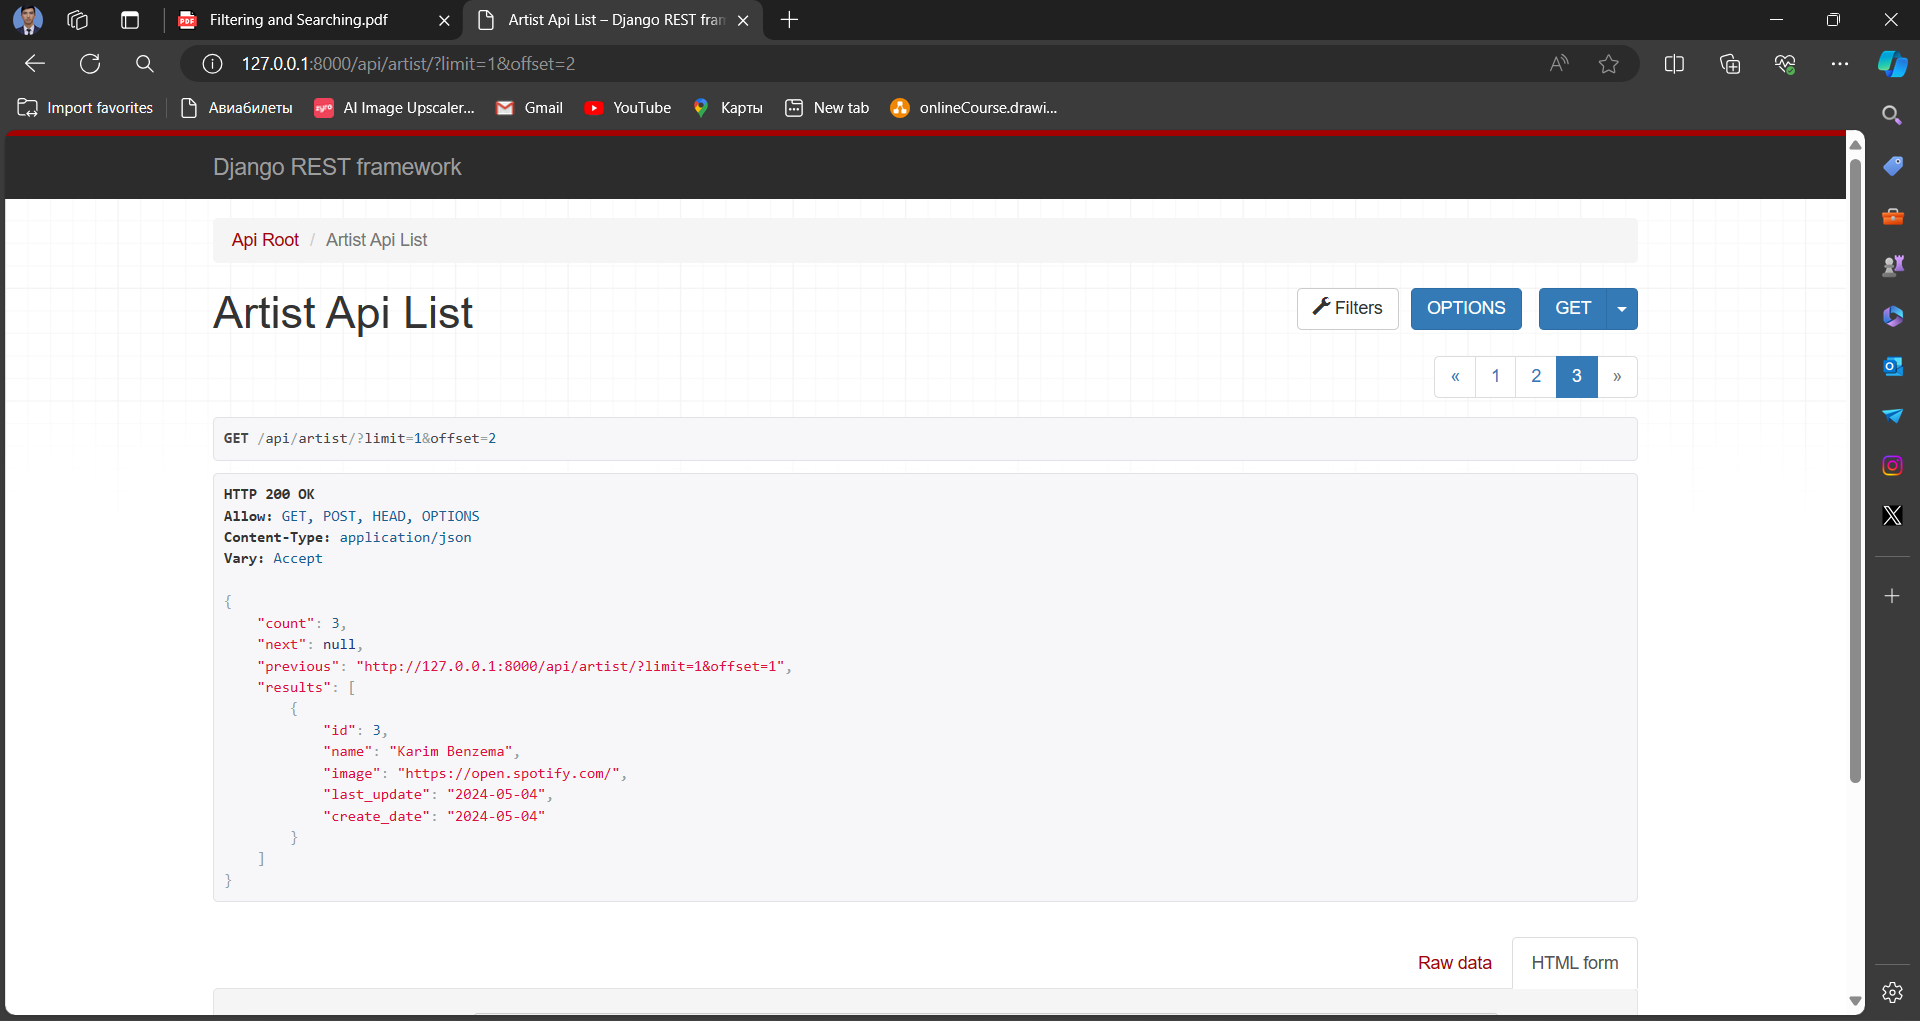 Filtering and Searching.pdf
Artist Api List – Django REST fran
127.0.0.1:8000/api/artist/?limit=1&offset=2
Import favorites
Авиабилеты
AI Image Upscaler...
Gmail
YouTube
Карты
New tab
onlineCourse.drawi...
Django REST framework
Api Root / Artist Api List
Artist Api List
Filters
OPTIONS
GET
« 1 2 3 »
GET /api/artist/?limit=1&offset=2
HTTP 200 OK
Allow: GET, POST, HEAD, OPTIONS
Content-Type: application/json
Vary: Accept
{
    "count": 3,
    "next": null,
    "previous": "http://127.0.0.1:8000/api/artist/?limit=1&offset=1",
    "results": [
        {
            "id": 3,
            "name": "Karim Benzema",
            "image": "https://open.spotify.com/",
            "last_update": "2024-05-04",
            "create_date": "2024-05-04"
        }
    ]
}
Raw data
HTML form